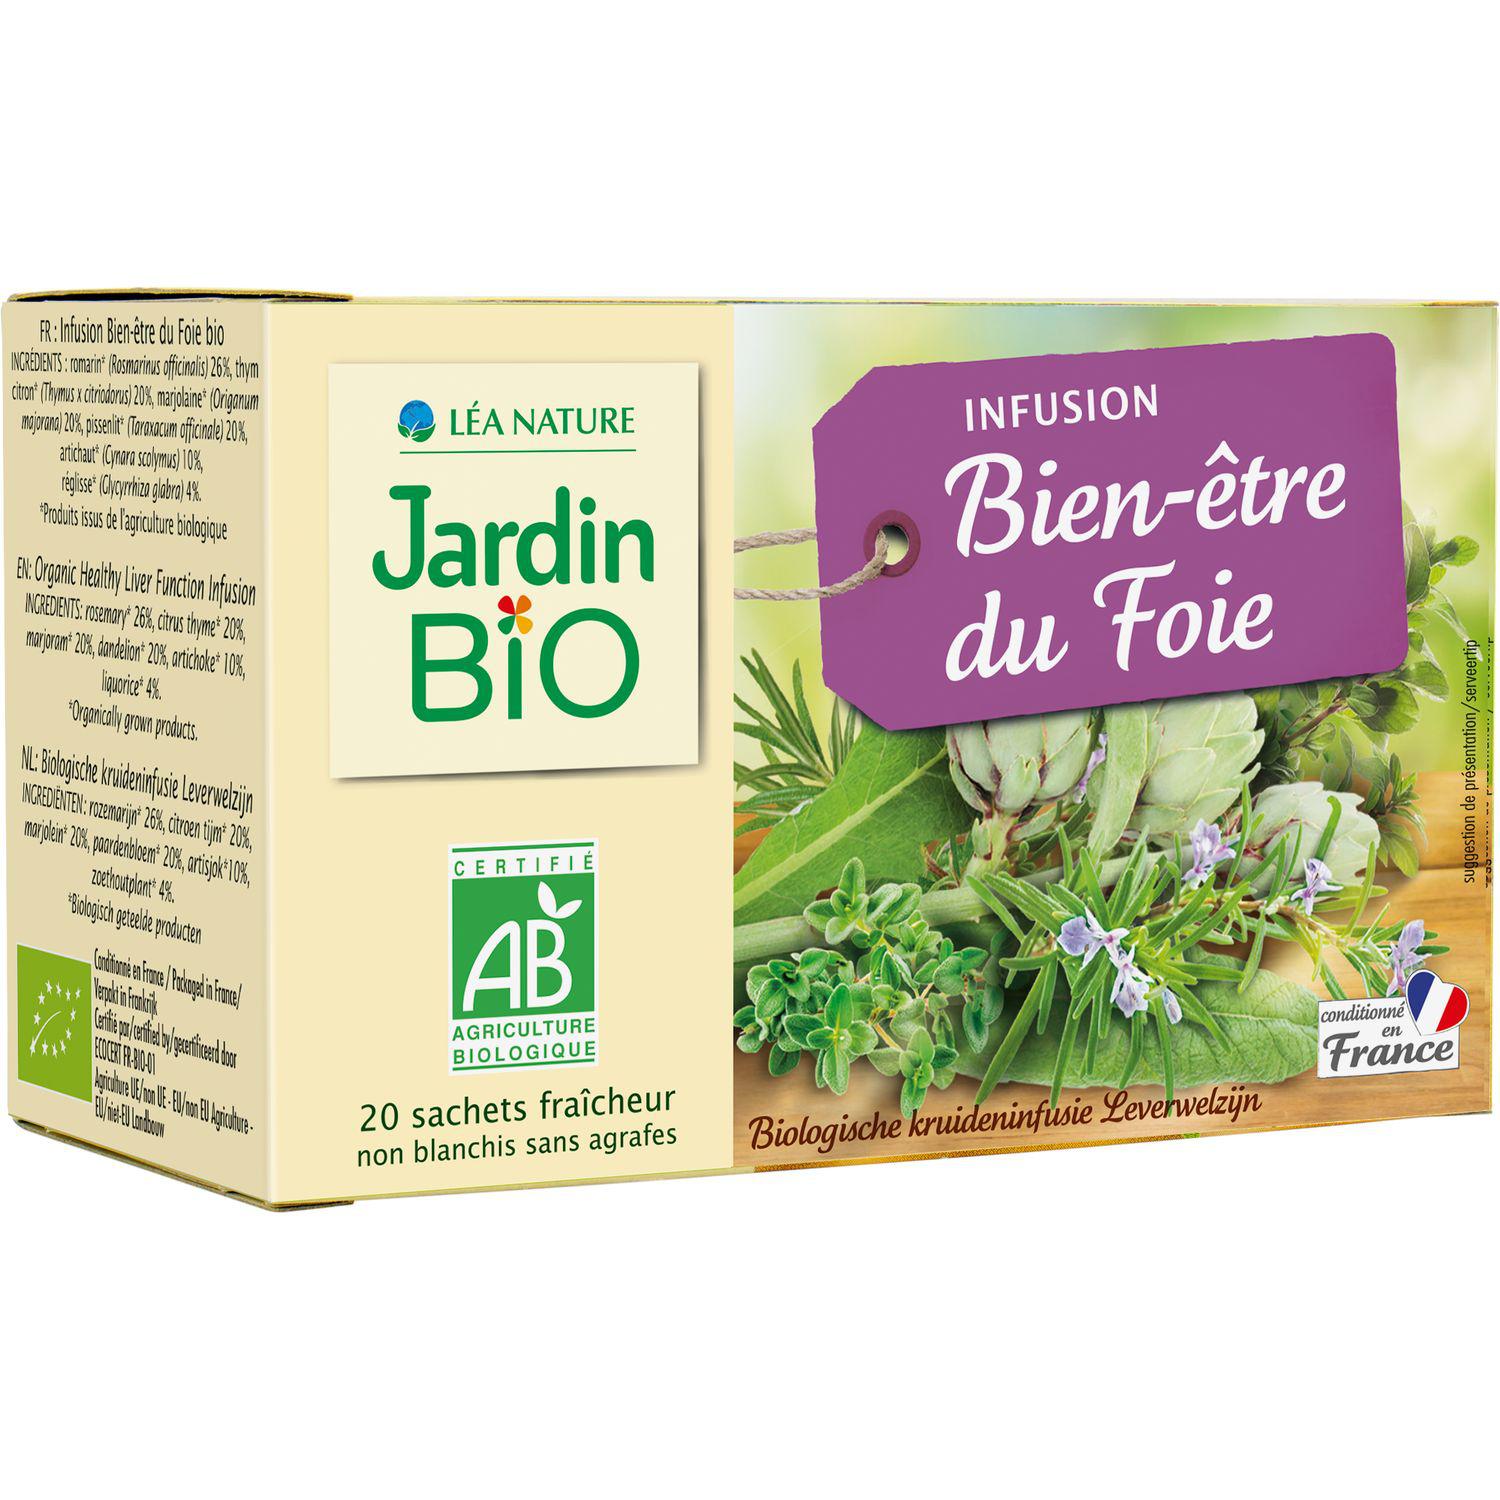 FR : Infusion Bien-être du Foie bio
INGRÉDIENTS : romarin* (Rosmarinus officinalis) 26%, thym
citron* (Thymus x citriodorus) 20%, marjolaine* (Origanum
majorana) 20%, pissenlit* (Taraxacum officinale) 20%,
artichaut* (Cynara scolymus) 10%,
réglisse* (Glycyrrhiza glabra) 4%.
*Produits issus de l'agriculture biologique
EN: Organic Healthy Liver Function Infusion
INGREDIENTS: rosemary* 26%, citrus thyme* 20%,
marjoram* 20%, dandelion* 20%, artichoke* 10%,
liquorice* 4%.
*Organically grown products.
NL: Biologische kruideninfusie Leverwelzijn
INGREDIËNTEN: rozemarijn* 26%, citroen tijm* 20%,
marjolein* 20%, paardenbloem* 20%, artisjok*10%,
zoethoutplant* 4%.
*Biologisch geteelde producten
Conditionné en France / Packaged in France/
Verpakt in Frankrijk
Certifié par/certified by/gecertificeerd door
ECOCERT FR-BIO-01
Agriculture UE/non UE - EU/non EU Agriculture -
EU/niet-EU Landbouw
LÉA NATURE
Jardin
BiO
CERTIFIÉ
AB
AGRICULTURE
BIOLOGIQUE
20 sachets fraîcheur
non blanchis sans agrafes
INFUSION
Bien-être
du Foie
suggestion de présentation/serveertip
conditionné
en
France
Biologische kruideninfusie Leverwelzijn